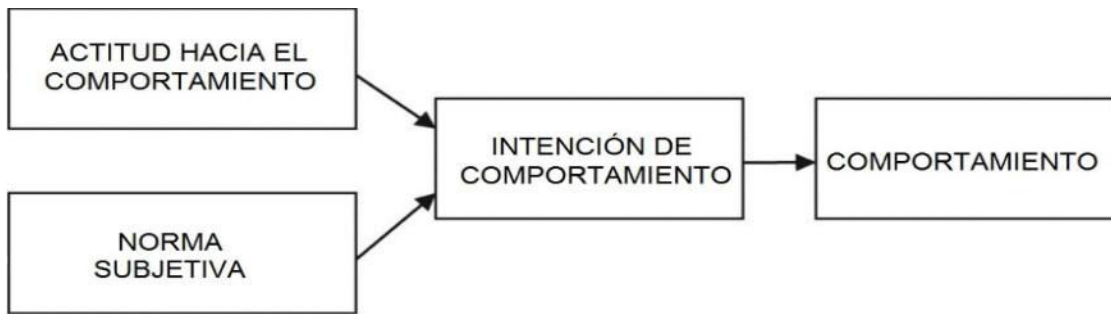 ACTITUD HACIA EL
COMPORTAMIENTO
NORMA
SUBJETIVA
INTENCIÓN DE
COMPORTAMIENTO
COMPORTAMIENTO